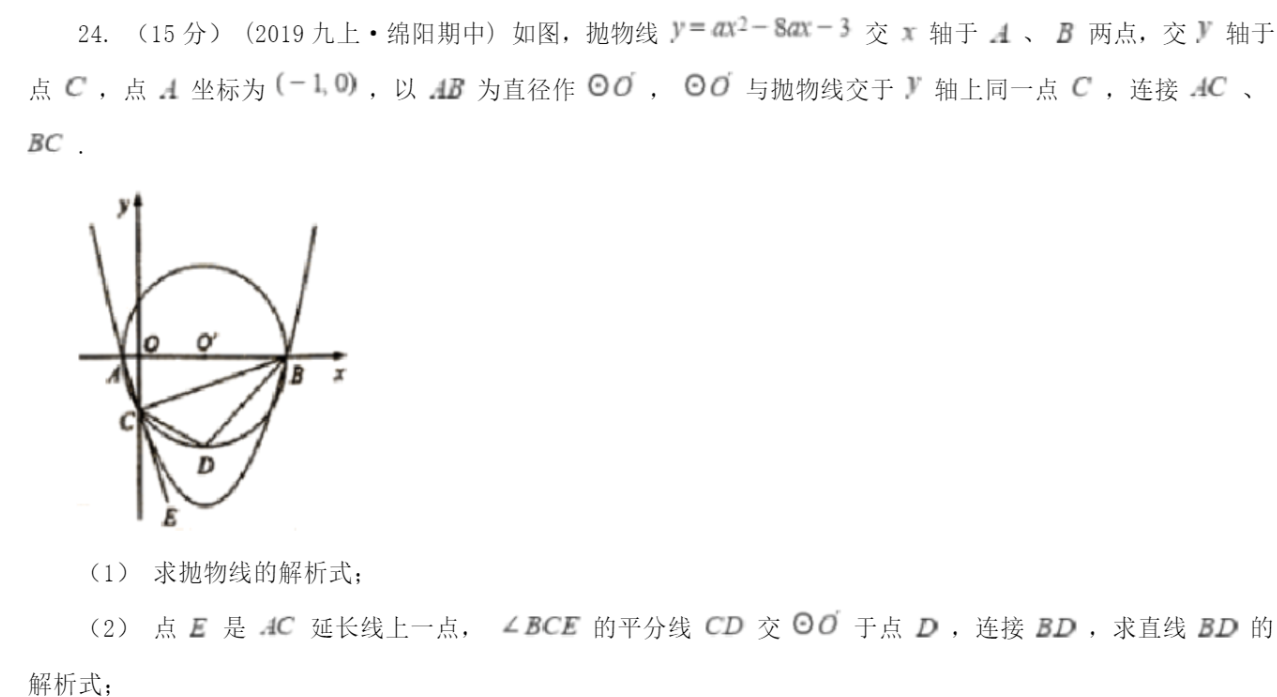 24. （15 分） (2019 九上·绵阳期中) 如图，抛物线 y=ax²−8ax−3 交 x 轴于 A 、 B 两点，交 y 轴于
点 C ，点 A 坐标为 (−1,0) ，以 AB 为直径作 ⊙O′ ， ⊙O′ 与抛物线交于 y 轴上同一点 C ，连接 AC 、
BC .
y
O O′
A B x
C
D
E
（1） 求抛物线的解析式；
（2） 点 E 是 AC 延长线上一点， ∠BCE 的平分线 CD 交 ⊙O′ 于点 D ，连接 BD ，求直线 BD 的
解析式；